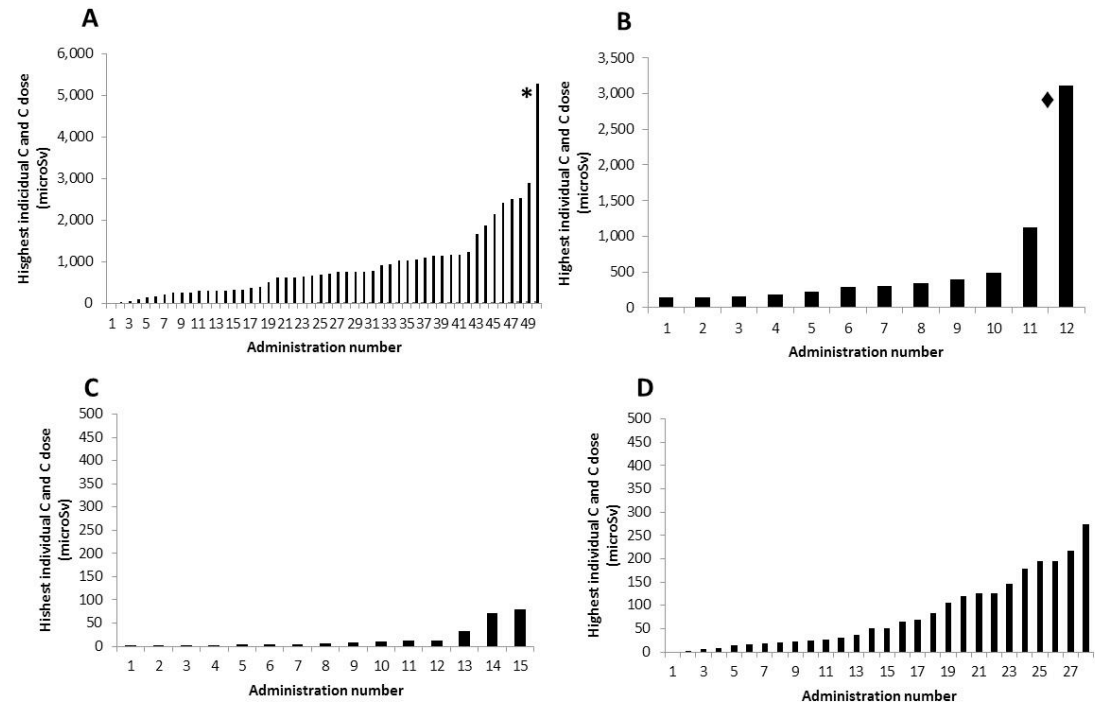 A
Hisghest indicidual C and C dose
(microSv)
6,000
5,000
4,000
3,000
2,000
1,000
0
*
1 3 5 7 9 11 13 15 17 19 21 23 25 27 29 31 33 35 37 39 41 43 45 47 49
Administration number
B
Highest individual C and C dose
(microSv)
3,500
3,000
2,500
2,000
1,500
1,000
500
0
♦
1 2 3 4 5 6 7 8 9 10 11 12
Administration number
C
Hishest individual C and C dose
(microSv)
500
450
400
350
300
250
200
150
100
50
0
1 2 3 4 5 6 7 8 9 10 11 12 13 14 15
Administration number
D
Highest individual C and C dose
(microSv)
500
450
400
350
300
250
200
150
100
50
0
1 3 5 7 9 11 13 15 17 19 21 23 25 27
Administration number